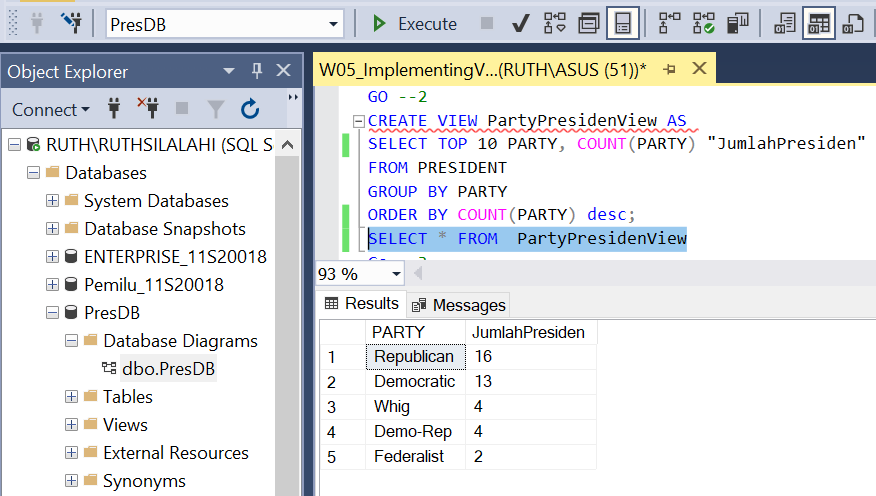 PresDB
Execute
Object Explorer
Connect
RUTH\RUTHSILALAHI (SQL S
Databases
System Databases
Database Snapshots
ENTERPRISE_11S20018
Pemilu_11S20018
PresDB
Database Diagrams
dbo.PresDB
Tables
Views
External Resources
Synonyms
W05_ImplementingV...(RUTH\ASUS (51))*
GO --2
CREATE VIEW PartyPresidenView AS
SELECT TOP 10 PARTY, COUNT(PARTY) "JumlahPresiden"
FROM PRESIDENT
GROUP BY PARTY
ORDER BY COUNT(PARTY) desc;
SELECT * FROM  PartyPresidenView
93 %
Results Messages
PARTY JumlahPresiden
1 Republican 16
2 Democratic 13
3 Whig 4
4 Demo-Rep 4
5 Federalist 2